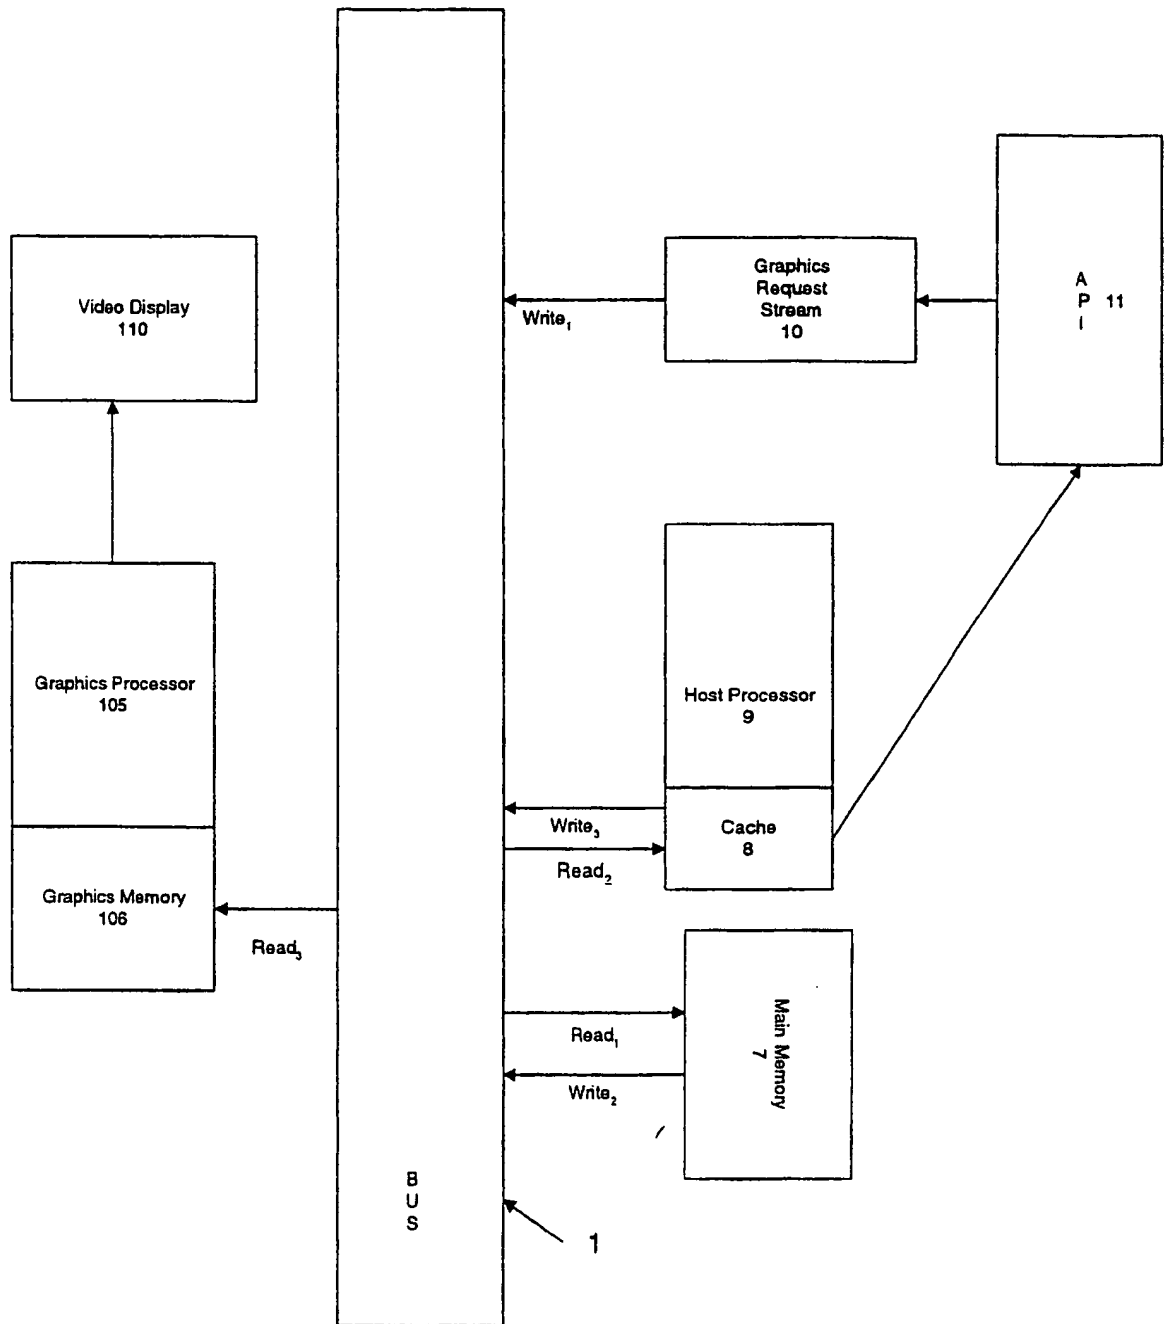 Video Display
110
Write₁
Graphics
Request
Stream
10
A
P 11
I
Graphics Processor
105
Host Processor
9
Write₃
Read₂
Cache
8
Graphics Memory
106
Read₃
Read₁
Write₂
Main Memory
7
B
U
S
1